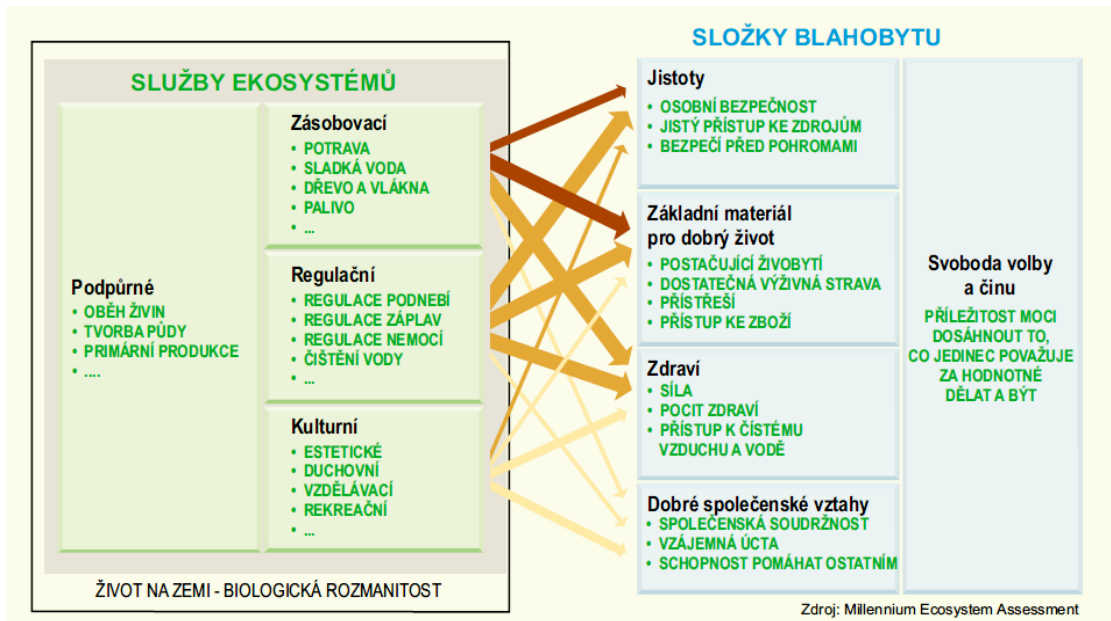 SLUŽBY EKOSYSTÉMŮ
Podpůrné
• OBĚH ŽIVIN
• TVORBA PŮDY
• PRIMÁRNÍ PRODUKCE
• ....
Zásobovací
• POTRAVA
• SLADKÁ VODA
• DŘEVO A VLÁKNA
• PALIVO
• ...
Regulační
• REGULACE PODNEBÍ
• REGULACE ZÁPLAV
• REGULACE NEMOCÍ
• ČIŠTĚNÍ VODY
• ...
Kulturní
• ESTETICKÉ
• DUCHOVNÍ
• VZDĚLÁVACÍ
• REKREAČNÍ
• ...
ŽIVOT NA ZEMI - BIOLOGICKÁ ROZMANITOST
SLOŽKY BLAHOBYTU
Jistoty
• OSOBNÍ BEZPEČNOST
• JISTÝ PŘÍSTUP KE ZDROJŮM
• BEZPEČÍ PŘED POHROMAMI
Základní materiál
pro dobrý život
• POSTAČUJÍCÍ ŽIVOBYTÍ
• DOSTATEČNÁ VÝŽIVNÁ STRAVA
• PŘÍSTŘEŠÍ
• PŘÍSTUP KE ZBOŽÍ
Zdraví
• SÍLA
• POCIT ZDRAVÍ
• PŘÍSTUP K ČÍSTÉMU
VZDUCHU A VODĚ
Dobré společenské vztahy
• SPOLEČENSKÁ SOUDRŽNOST
• VZÁJEMNÁ ÚCTA
• SCHOPNOST POMÁHAT OSTATNÍM
Svoboda volby
a činu
PŘÍLEŽITOST MOCI
DOSÁHNOUT TO,
CO JEDINEC POVAŽUJE
ZA HODNOTNÉ
DĚLAT A BÝT
Zdroj: Millennium Ecosystem Assessment